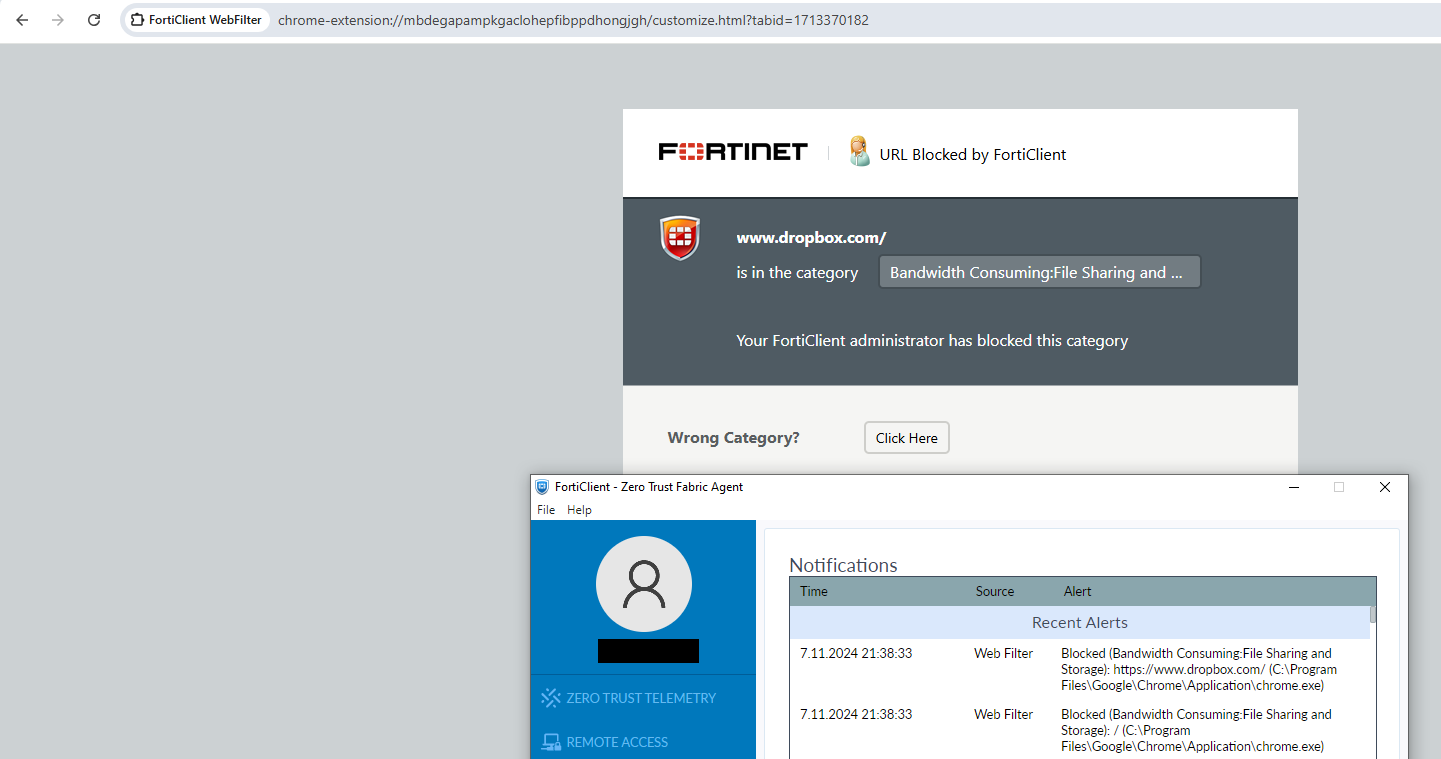 FortiClient WebFilter
chrome-extension://mbdegapampkgaclohepfibppdhongjgh/customize.html?tabid=1713370182
FORTINET
URL Blocked by FortiClient
www.dropbox.com/
is in the category
Bandwidth Consuming:File Sharing and ...
Your FortiClient administrator has blocked this category
Wrong Category?
Click Here
FortiClient - Zero Trust Fabric Agent
File Help
ZERO TRUST TELEMETRY
REMOTE ACCESS
Notifications
Time Source Alert
Recent Alerts
7.11.2024 21:38:33 Web Filter Blocked (Bandwidth Consuming:File Sharing and
Storage): https://www.dropbox.com/ (C:\Program
Files\Google\Chrome\Application\chrome.exe)
7.11.2024 21:38:33 Web Filter Blocked (Bandwidth Consuming:File Sharing and
Storage): / (C:\Program
Files\Google\Chrome\Application\chrome.exe)